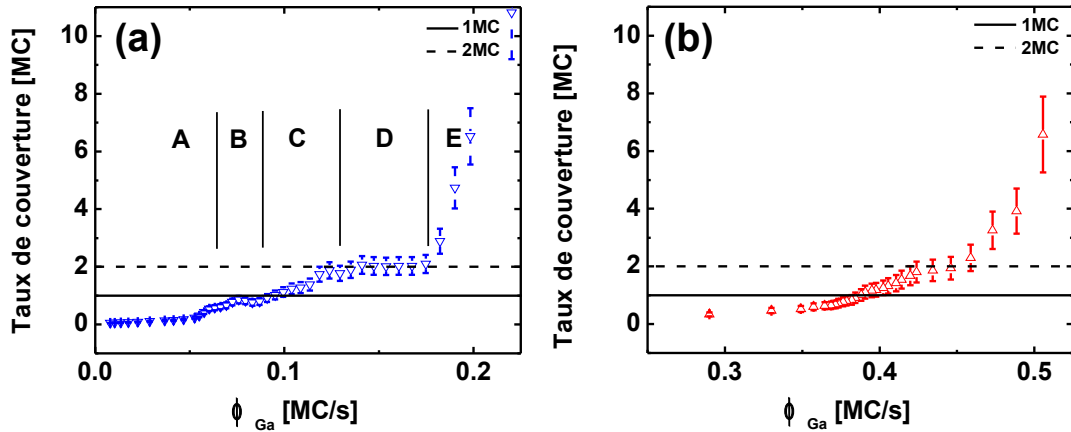 (a)
1MC
2MC
Taux de couverture [MC]
10
8
6
4
2
0
A
B
C
D
E
0.0
0.1
0.2
ϕ Ga [MC/s]
(b)
1MC
2MC
Taux de couverture [MC]
10
8
6
4
2
0
0.3
0.4
0.5
ϕ Ga [MC/s]